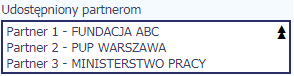 Udostępniony partnerom
Partner 1 - FUNDACJA ABC
Partner 2 - PUP WARSZAWA
Partner 3 - MINISTERSTWO PRACY